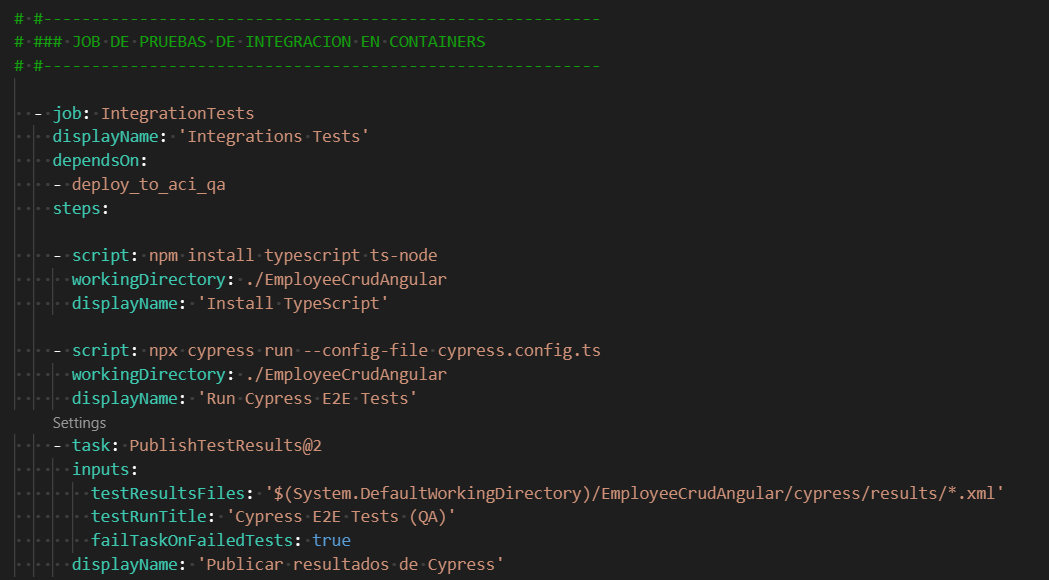 # #----------------------------------------------------------
# ### JOB DE PRUEBAS DE INTEGRACION EN CONTAINERS
# #----------------------------------------------------------
- job: IntegrationTests
displayName: 'Integrations Tests'
dependsOn:
- deploy_to_aci_qa
steps:
- script: npm install typescript ts-node
workingDirectory: ./EmployeeCrudAngular
displayName: 'Install TypeScript'
- script: npx cypress run --config-file cypress.config.ts
workingDirectory: ./EmployeeCrudAngular
displayName: 'Run Cypress E2E Tests'
Settings
- task: PublishTestResults@2
inputs:
testResultsFiles: '$(System.DefaultWorkingDirectory)/EmployeeCrudAngular/cypress/results/*.xml'
testRunTitle: 'Cypress E2E Tests (QA)'
failTaskOnFailedTests: true
displayName: 'Publicar resultados de Cypress'